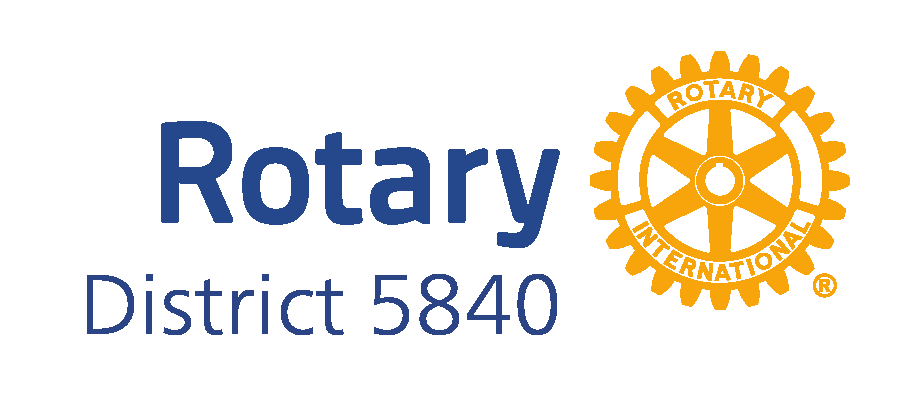 Rotary
District 5840
ROTARY
INTERNATIONAL
®